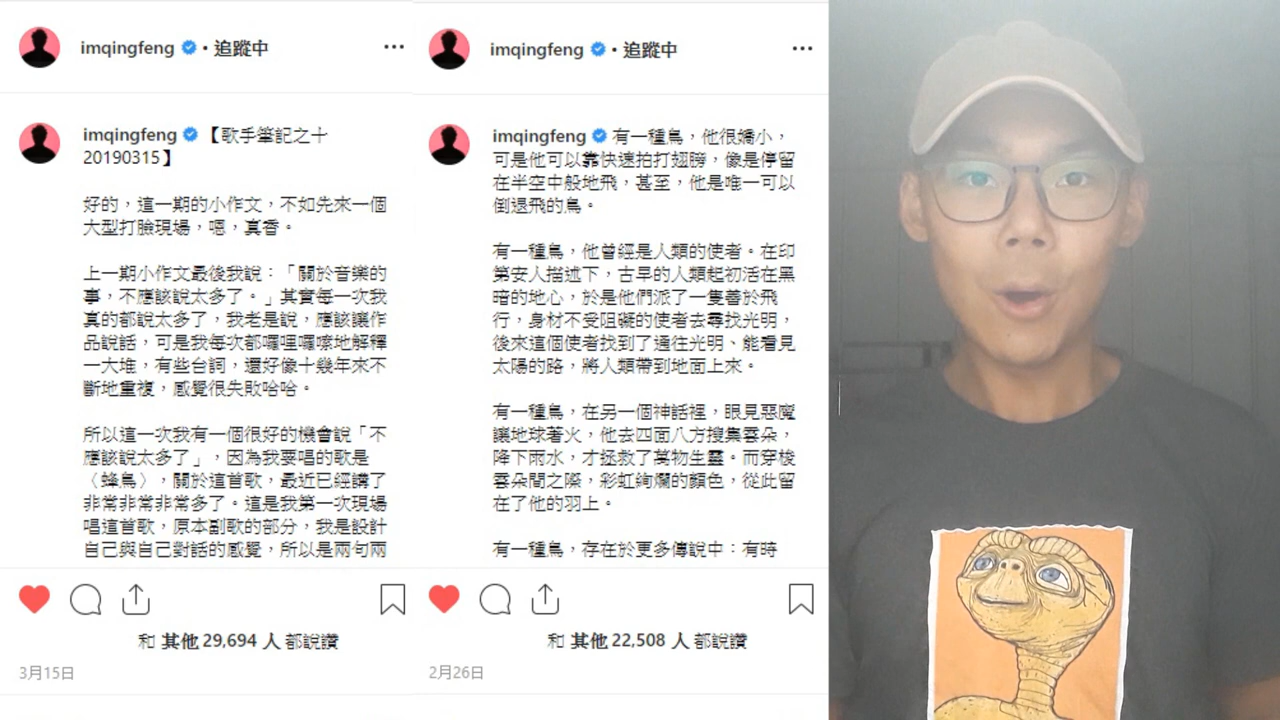 imqingfeng • 追蹤中
imqingfeng 【歌手筆記之十
20190315】
好的，這一期的小作文，不如先來一個
大型打臉現場，嗯，真香。
上一期小作文最後我說：「關於音樂的
事，不應該說太多了。」其實每一次我
真的都說太多了，我老是說，應該讓作
品說話，可是我每次都囉哩囉嗦地解釋
一大堆，有些台詞，還好像十幾年來不
斷地重複，感覺很失敗哈哈。
所以這一次我有一個很好的機會說「不
應該說太多了」，因為我要唱的歌是
〈蜂鳥〉，關於這首歌，最近已經講了
非常非常非常多了。這是我第一次現場
唱這首歌，原本副歌的部分，我是設計
自己與自己對話的感覺，所以是兩句兩
和 其他 29,694 人 都說讚
3月15日
imqingfeng • 追蹤中
imqingfeng 有一種鳥，他很嬌小，
可是他可以靠快速拍打翅膀，像是停留
在半空中般地飛，甚至，他是唯一可以
倒退飛的鳥。
有一種鳥，他曾經是人類的使者。在印
第安人描述下，古早的人類起初活在黑
暗的地心，於是他們派了一隻善於飛
行，身材不受阻礙的使者去尋找光明，
後來這個使者找到了通往光明、能看見
太陽的路，將人類帶到地面上來。
有一種鳥，在另一個神話裡，眼見惡魔
讓地球著火，他去四面八方搜集雲朵，
降下雨水，才拯救了萬物生靈。而穿梭
雲朵間之際，彩虹絢爛的顏色，從此留
在了他的羽上。
有一種鳥，存在於更多傳說中：有時
和 其他 22,508 人 都說讚
2月26日